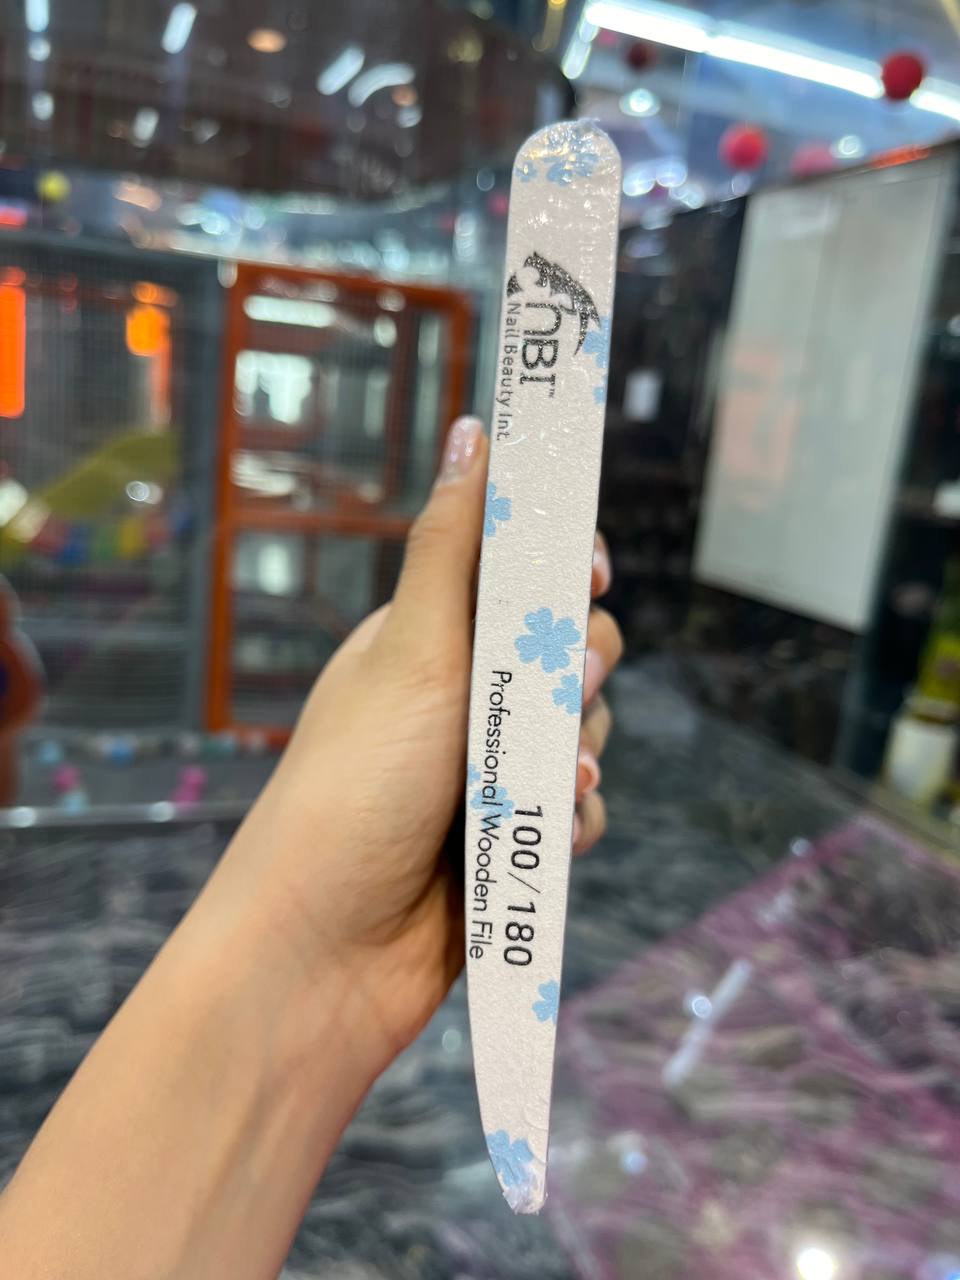 nBI™
Nail Beauty Int.
100/180
Professional Wooden File